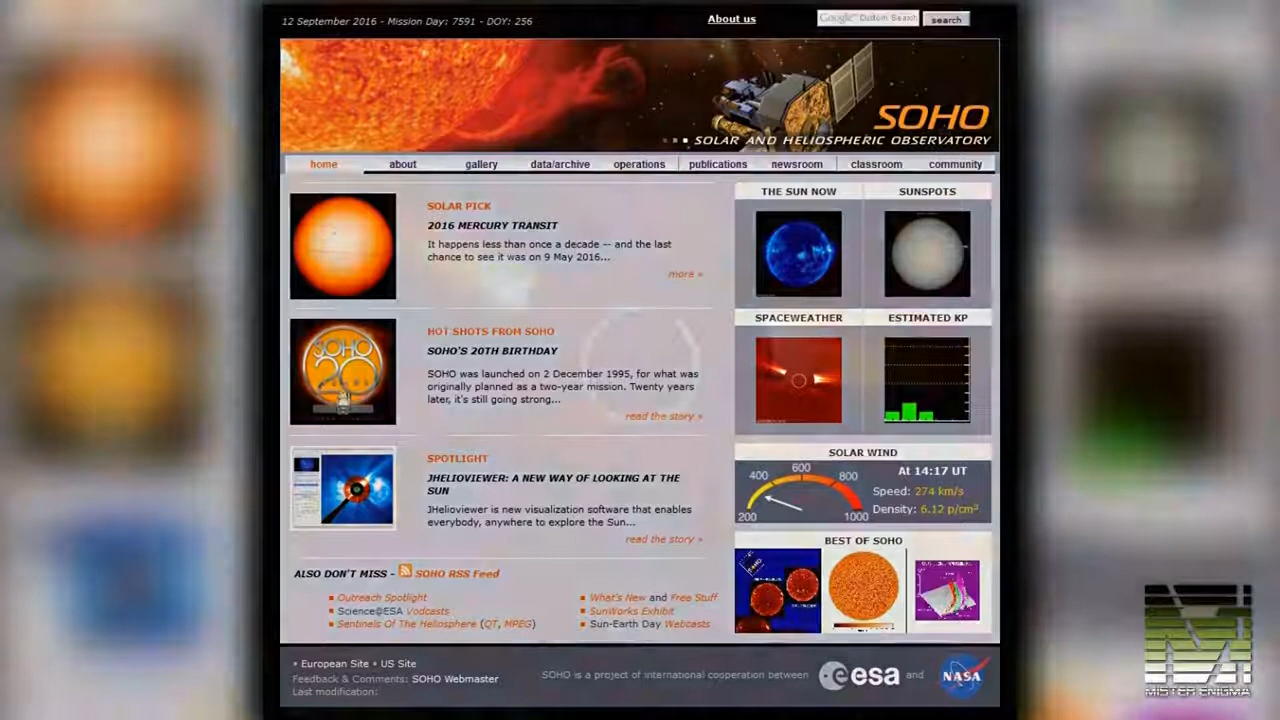 12 September 2016 - Mission Day: 7591 - DOY: 256
About us
Google™ Custom Search
search
SOHO
SOLAR AND HELIOSPHERIC OBSERVATORY
home about gallery data/archive operations publications newsroom classroom community
SOLAR PICK
2016 MERCURY TRANSIT
It happens less than once a decade -- and the last
chance to see it was on 9 May 2016...
more »
SOHO
20
HOT SHOTS FROM SOHO
SOHO'S 20TH BIRTHDAY
SOHO was launched on 2 December 1995, for what was
originally planned as a two-year mission. Twenty years
later, it's still going strong...
read the story »
SPOTLIGHT
JHELIOVIEWER: A NEW WAY OF LOOKING AT THE
SUN
JHelioviewer is new visualization software that enables
everybody, anywhere to explore the Sun...
read the story »
ALSO DON'T MISS - SOHO RSS Feed
Outreach Spotlight
Science@ESA Vodcasts
Sentinels Of The Heliosphere (QT, MPEG)
What's New and Free Stuff
SunWorks Exhibit
Sun-Earth Day Webcasts
THE SUN NOW
SUNSPOTS
SPACEWEATHER
ESTIMATED KP
SOLAR WIND
200 400 600 800 1000
At 14:17 UT
Speed: 274 km/s
Density: 6.12 p/cm³
BEST OF SOHO
• European Site • US Site
Feedback & Comments: SOHO Webmaster
Last modification:
SOHO is a project of international cooperation between esa and NASA
MISTER ENIGMA